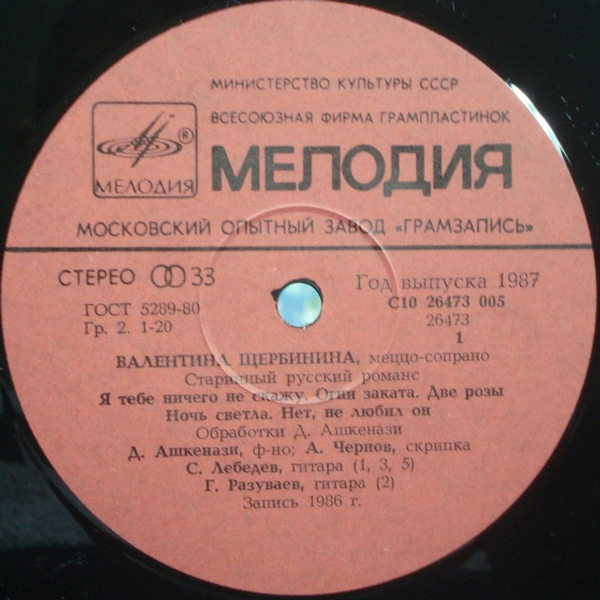 МИНИСТЕРСТВО КУЛЬТУРЫ СССР
ВСЕСОЮЗНАЯ ФИРМА ГРАМПЛАСТИНОК
МЕЛОДИЯ ®
МЕЛОДИЯ
МОСКОВСКИЙ ОПЫТНЫЙ ЗАВОД «ГРАМЗАПИСЬ»
СТЕРЕО 33
Год выпуска 1987
ГОСТ 5289-80
С10 26473 005
Гр. 2. 1-20
26473
1
ВАЛЕНТИНА ЩЕРБИНИНА, меццо-сопрано
Старинный русский романс
Я тебе ничего не скажу. Огни заката. Две розы
Ночь светла. Нет, не любил он
Обработки Д. Ашкенази
Д. Ашкенази, ф-но; А. Чернов, скрипка
С. Лебедев, гитара (1, 3, 5)
Г. Разуваев, гитара (2)
Запись 1986 г.